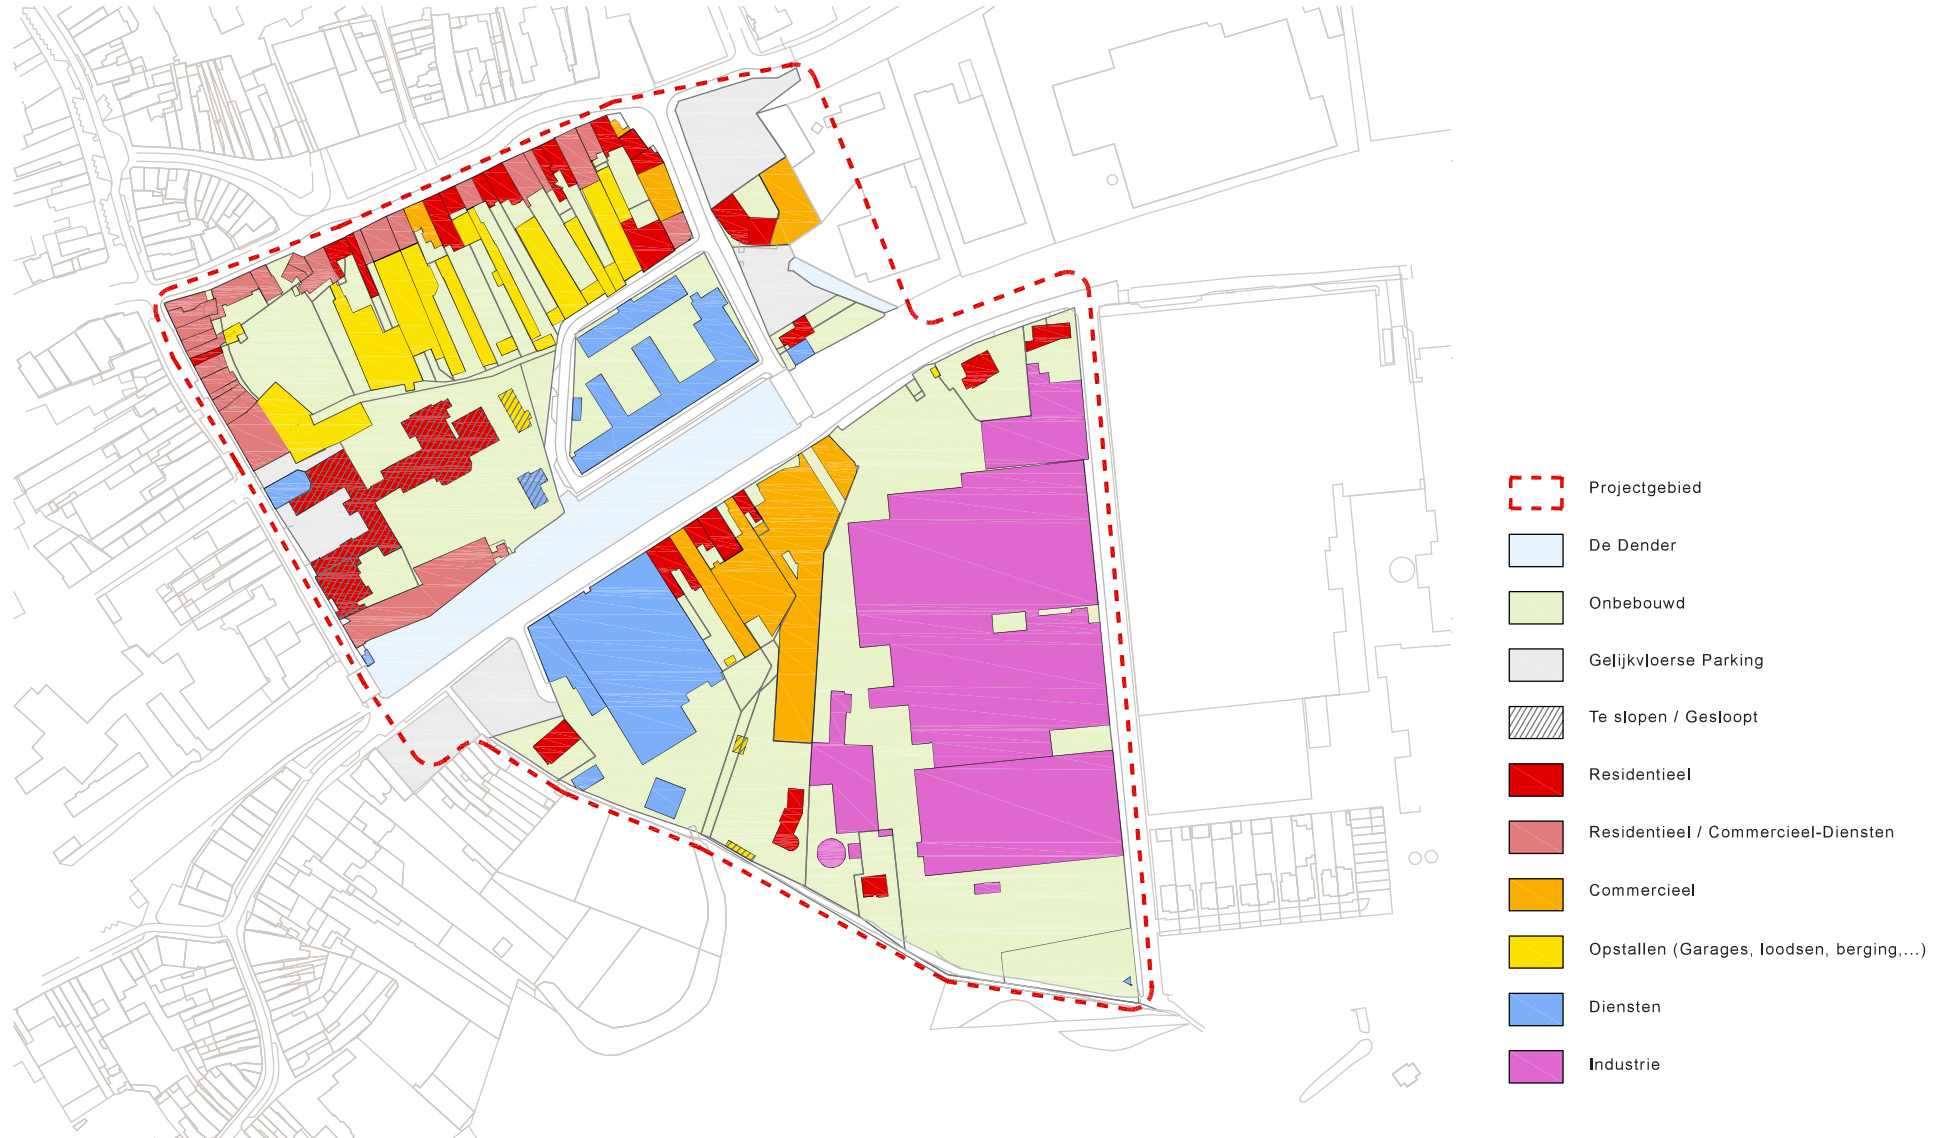 Projectgebied
De Dender
Onbebouwd
Gelijkvloerse Parking
Te slopen / Gesloopt
Residentieel
Residentieel / Commercieel-Diensten
Commercieel
Opstallen (Garages, loodsen, berging,...)
Diensten
Industrie